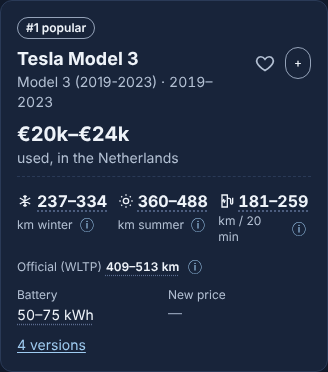 #1 popular
Tesla Model 3
+
Model 3 (2019-2023) · 2019–
2023
€20k–€24k
used, in the Netherlands
237–334 360–488 181–259
km winter i km summer i km / 20
min i
Official (WLTP) 409–513 km i
Battery New price
50–75 kWh —
4 versions